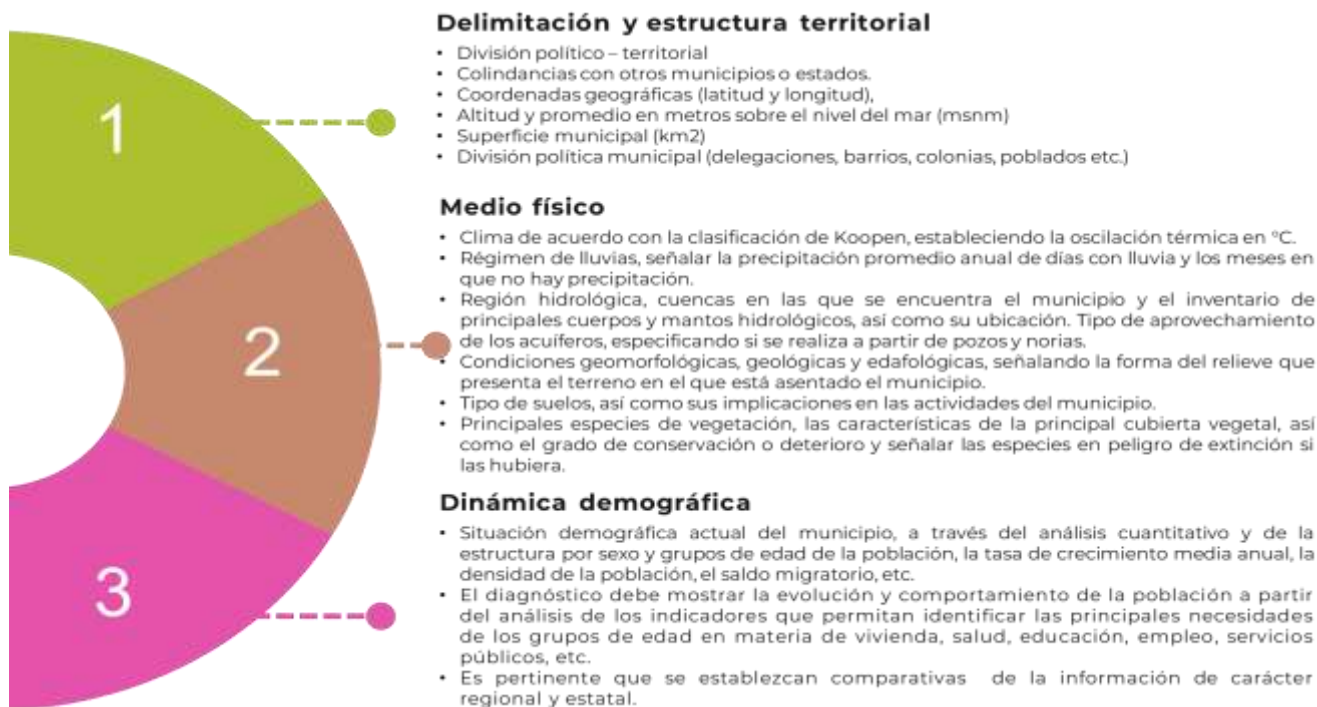 Delimitación y estructura territorial
• División político – territorial
• Colindancias con otros municipios o estados.
• Coordenadas geográficas (latitud y longitud),
• Altitud y promedio en metros sobre el nivel del mar (msnm)
• Superficie municipal (km2)
• División política municipal (delegaciones, barrios, colonias, poblados etc.)
1
Medio físico
• Clima de acuerdo con la clasificación de Koopen, estableciendo la oscilación térmica en °C.
• Régimen de lluvias, señalar la precipitación promedio anual de días con lluvia y los meses en
que no hay precipitación.
• Región hidrológica, cuencas en las que se encuentra el municipio y el inventario de
principales cuerpos y mantos hidrológicos, así como su ubicación. Tipo de aprovechamiento
de los acuíferos, especificando si se realiza a partir de pozos y norias.
• Condiciones geomorfológicas, geológicas y edafológicas, señalando la forma del relieve que
presenta el terreno en el que está asentado el municipio.
• Tipo de suelos, así como sus implicaciones en las actividades del municipio.
• Principales especies de vegetación, las características de la principal cubierta vegetal, así
como el grado de conservación o deterioro y señalar las especies en peligro de extinción si
las hubiera.
2
Dinámica demográfica
• Situación demográfica actual del municipio, a través del análisis cuantitativo y de la
estructura por sexo y grupos de edad de la población, la tasa de crecimiento media anual, la
densidad de la población, el saldo migratorio, etc.
• El diagnóstico debe mostrar la evolución y comportamiento de la población a partir
del análisis de los indicadores que permitan identificar las principales necesidades
de los grupos de edad en materia de vivienda, salud, educación, empleo, servicios
públicos, etc.
• Es pertinente que se establezcan comparativas de la información de carácter
regional y estatal.
3